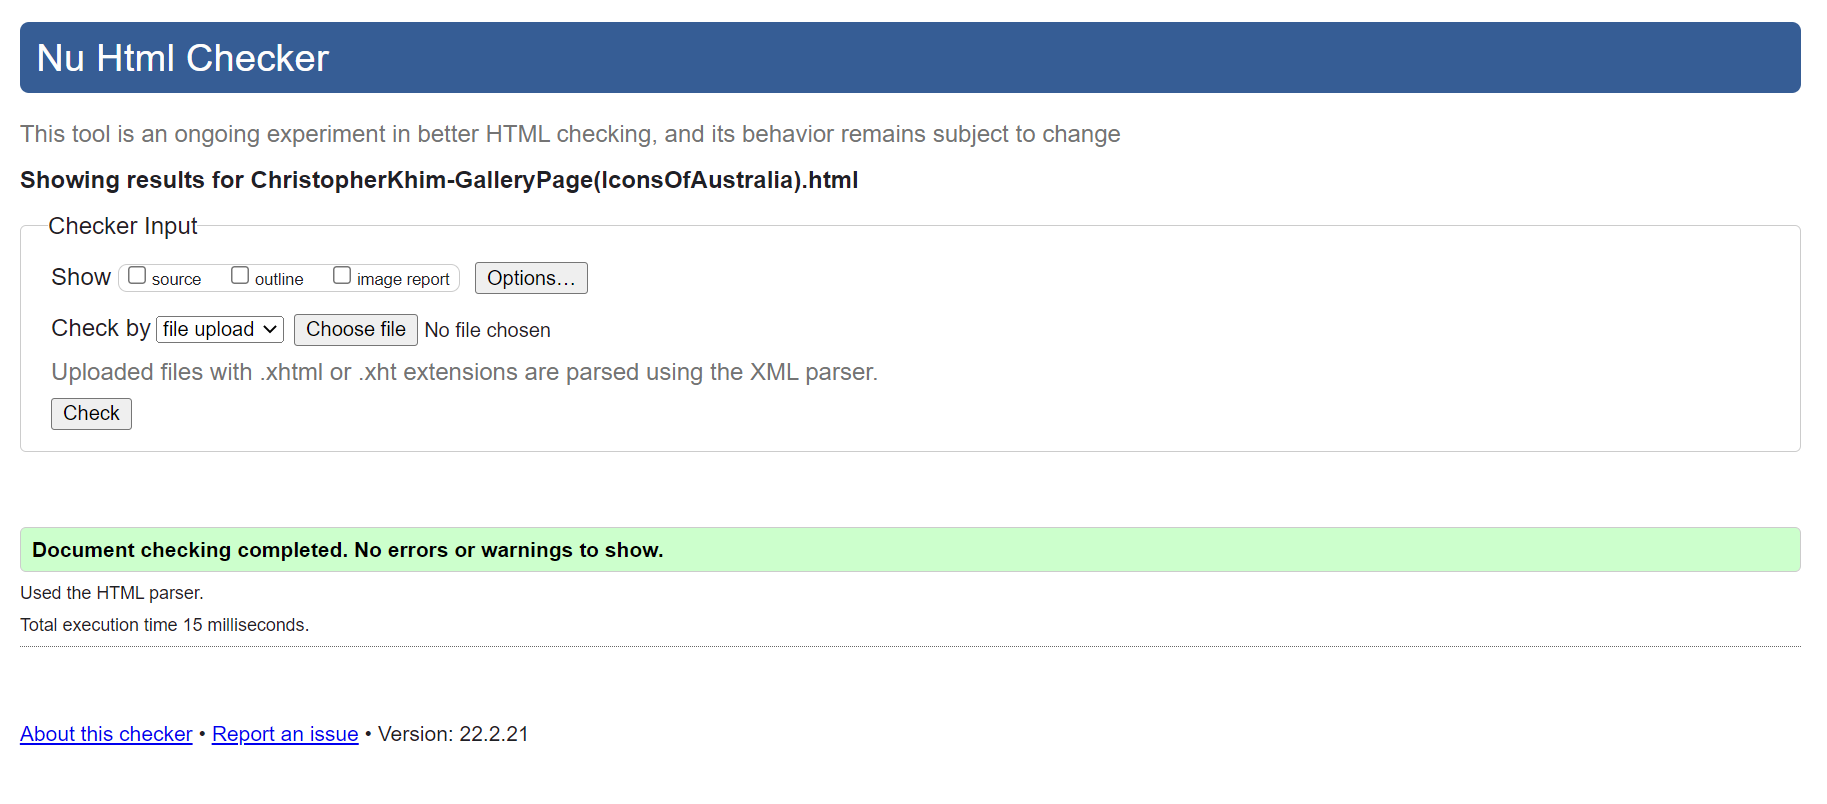 Nu Html Checker
This tool is an ongoing experiment in better HTML checking, and its behavior remains subject to change
Showing results for ChristopherKhim-GalleryPage(IconsOfAustralia).html
Checker Input
Show source outline image report Options...
Check by file upload Choose file No file chosen
Uploaded files with .xhtml or .xht extensions are parsed using the XML parser.
Check
Document checking completed. No errors or warnings to show.
Used the HTML parser.
Total execution time 15 milliseconds.
About this checker • Report an issue • Version: 22.2.21